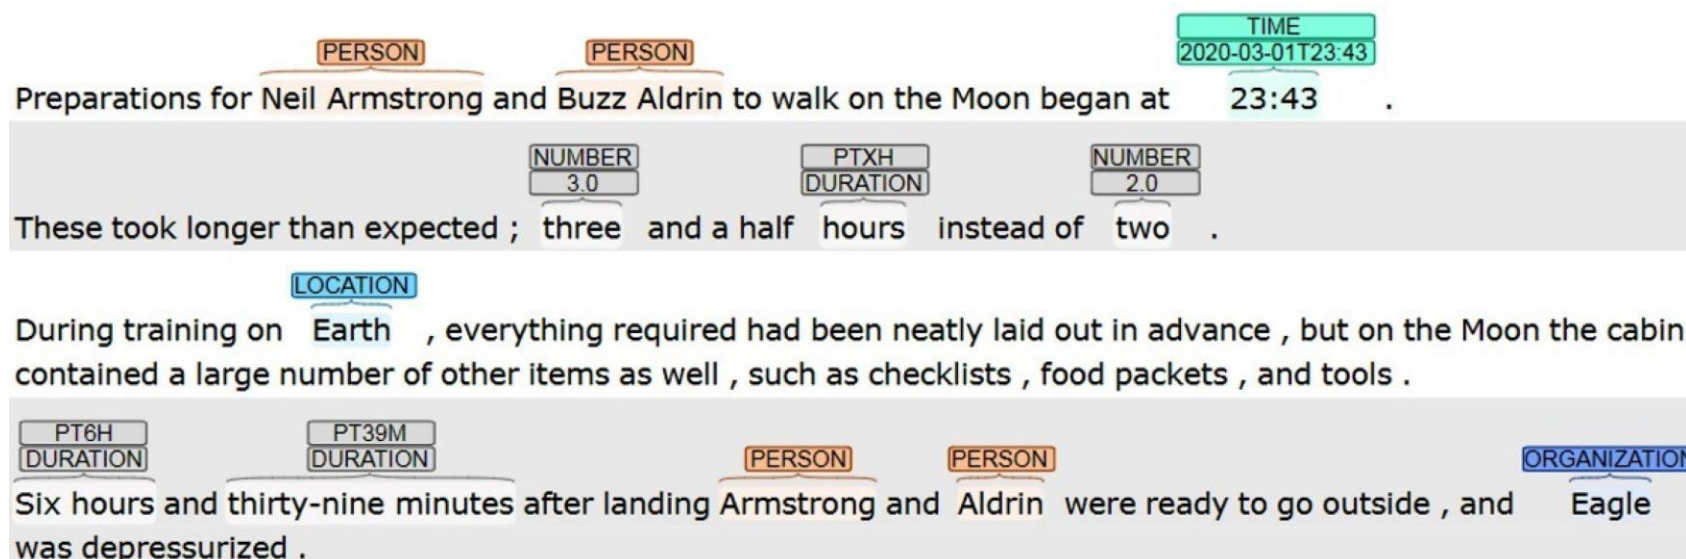 TIME
PERSON PERSON 2020-03-01T23:43
Preparations for Neil Armstrong and Buzz Aldrin to walk on the Moon began at 23:43 .
NUMBER PTXH NUMBER
3.0 DURATION 2.0
These took longer than expected ; three and a half hours instead of two .
LOCATION
During training on Earth , everything required had been neatly laid out in advance , but on the Moon the cabin
contained a large number of other items as well , such as checklists , food packets , and tools .
PT6H PT39M
DURATION DURATION PERSON PERSON ORGANIZATION
Six hours and thirty-nine minutes after landing Armstrong and Aldrin were ready to go outside , and Eagle
was depressurized .